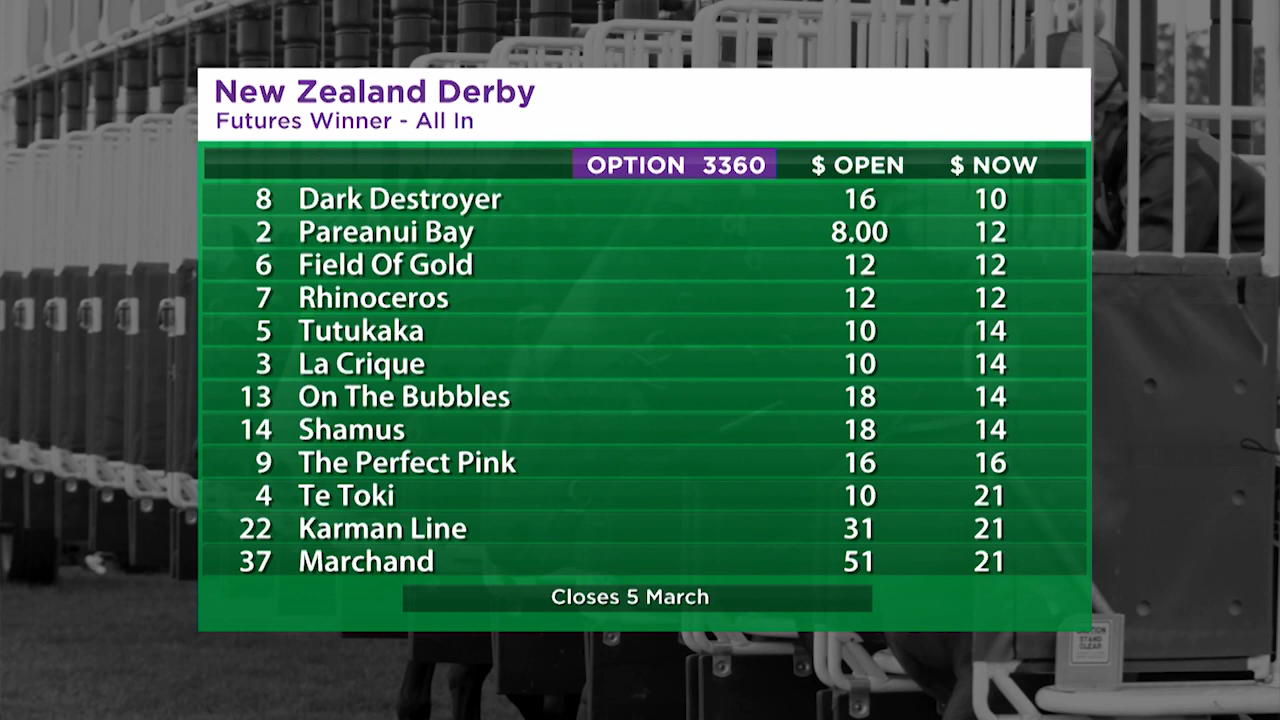 New Zealand Derby
Futures Winner - All In
OPTION 3360 $ OPEN $ NOW
8 Dark Destroyer 16 10
2 Pareanui Bay 8.00 12
6 Field Of Gold 12 12
7 Rhinoceros 12 12
5 Tutukaka 10 14
3 La Crique 10 14
13 On The Bubbles 18 14
14 Shamus 18 14
9 The Perfect Pink 16 16
4 Te Toki 10 21
22 Karman Line 31 21
37 Marchand 51 21
Closes 5 March
CAUTION
STAND
CLEAR